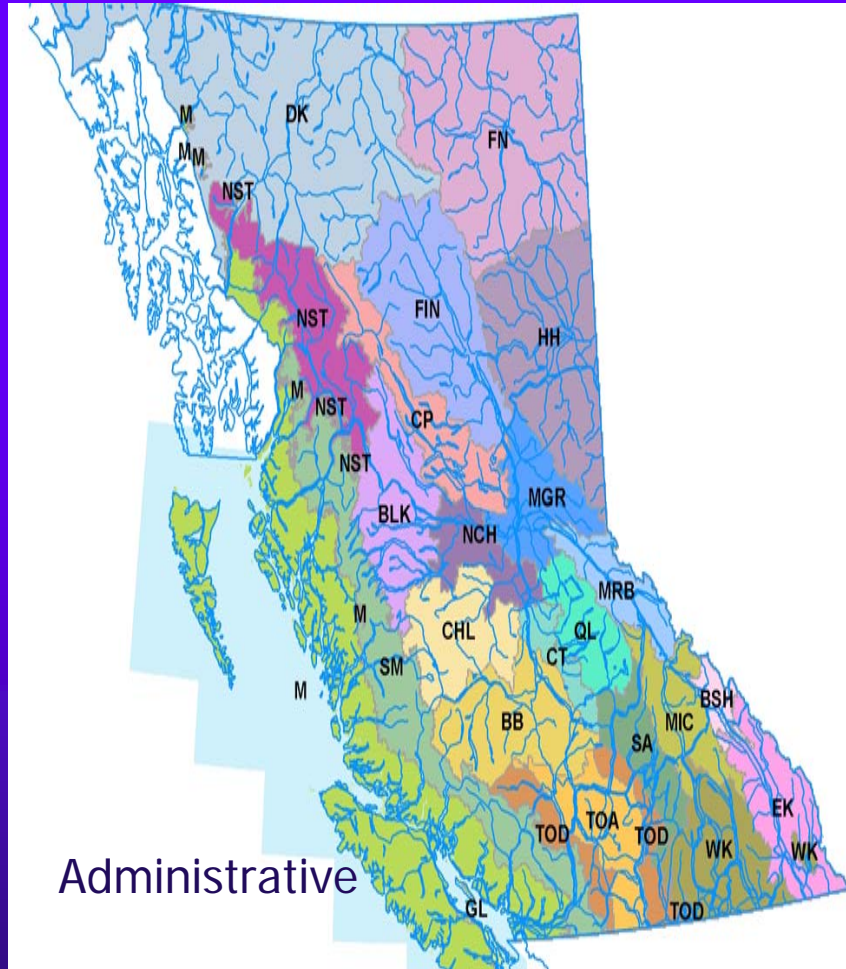 M
DK
FN
M M
NST
FIN
NST
HH
M
NST
CP
NST
MGR
BLK
NCH
MRB
M
CHL
QL
CT
SM
M
BSH
BB
MIC
SA
EK
TOD
TOA
TOD
WK
WK
Administrative
GL
TOD